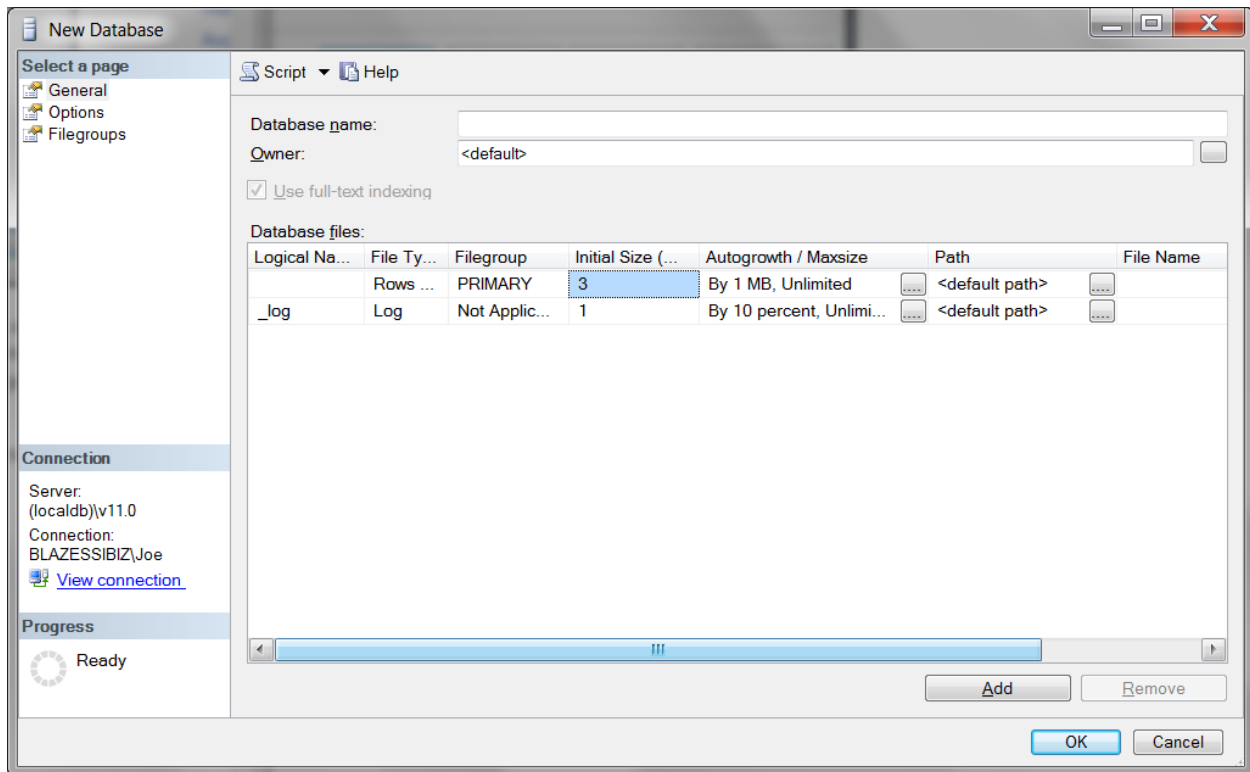 New Database
Select a page
General
Options
Filegroups
Script Help
Database name:
Owner: <default>
Use full-text indexing
Database files:
Logical Na... File Ty... Filegroup Initial Size (... Autogrowth / Maxsize Path File Name
Rows ... PRIMARY 3 By 1 MB, Unlimited .... <default path> ....
_log Log Not Applic... 1 By 10 percent, Unlimi... .... <default path> ....
Connection
Server:
(localdb)\v11.0
Connection:
BLAZESSIBIZ\Joe
View connection
Progress
Ready
Add Remove
OK Cancel